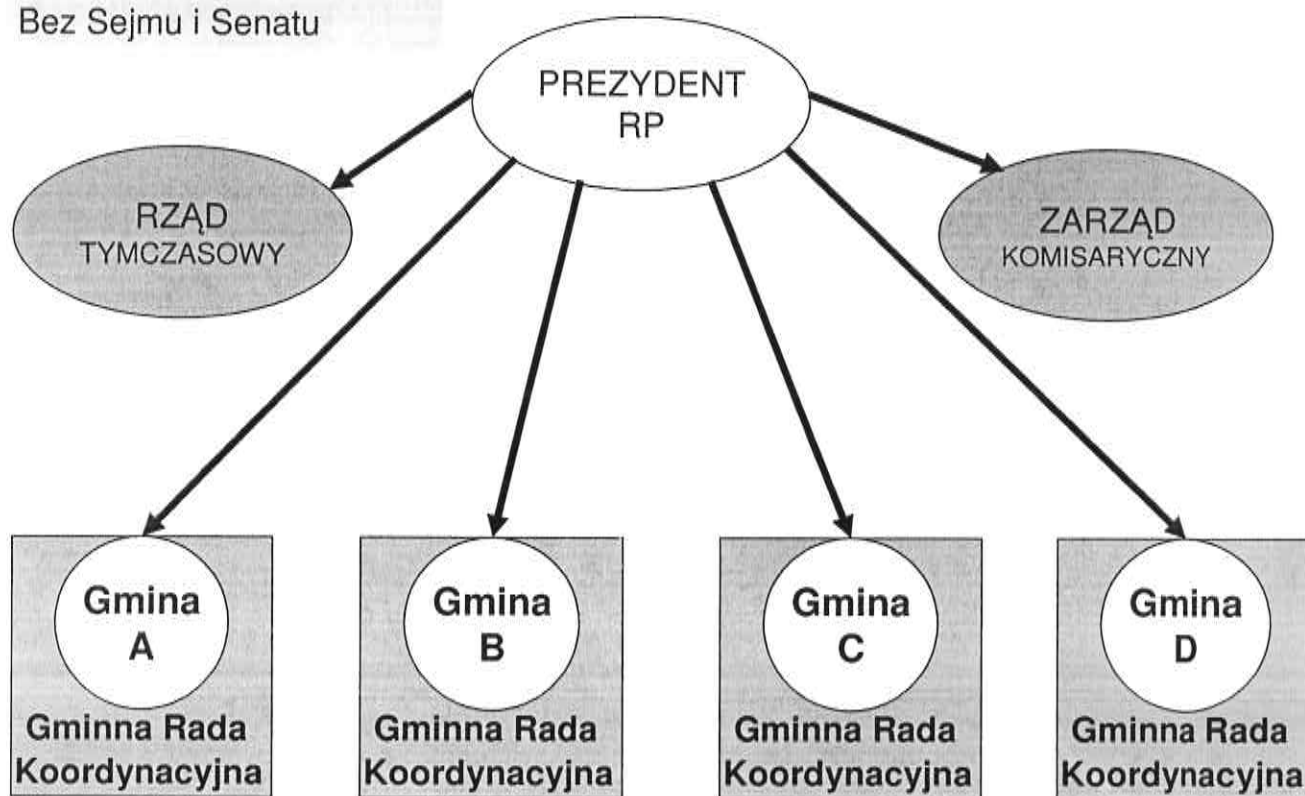 Bez Sejmu i Senatu
PREZYDENT
RP
RZĄD
TYMCZASOWY
ZARZĄD
KOMISARYCZNY
Gmina
A
Gminna Rada
Koordynacyjna
Gmina
B
Gminna Rada
Koordynacyjna
Gmina
C
Gminna Rada
Koordynacyjna
Gmina
D
Gminna Rada
Koordynacyjna